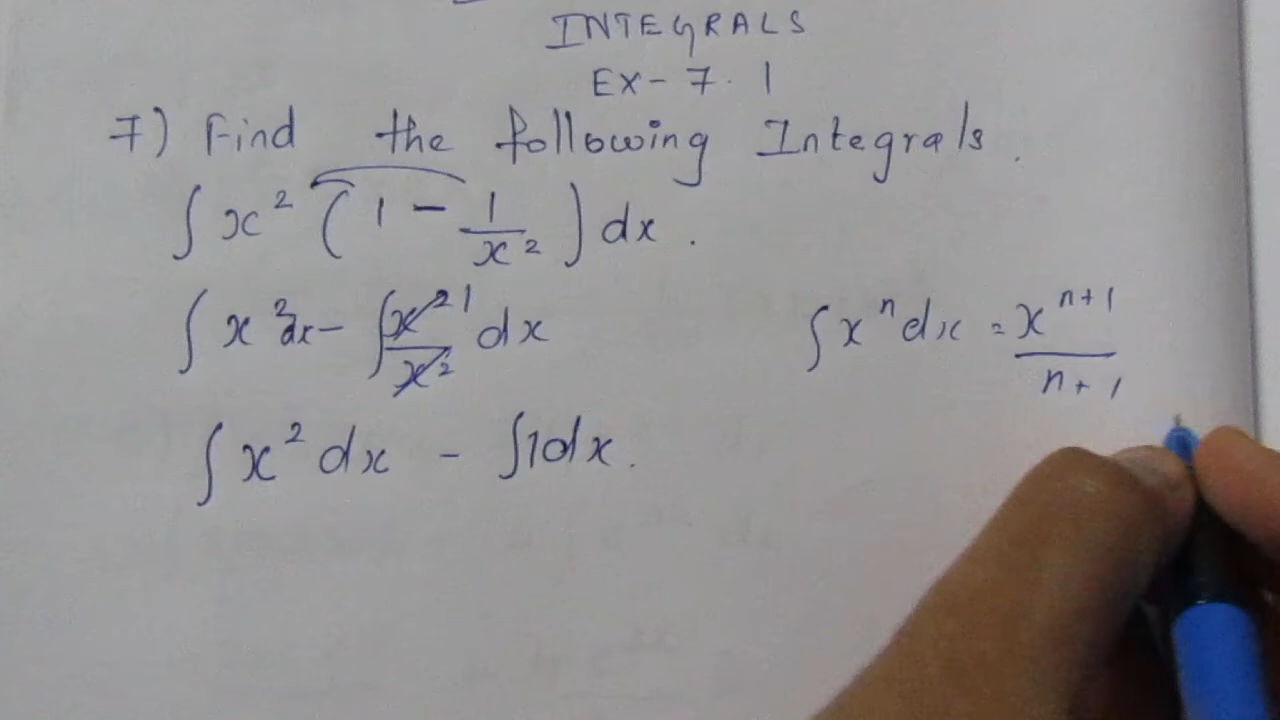 INTEGRALS
EX - 7.1
7) Find the following Integrals.
∫ x² (1 - 1/x²) dx.
∫ x² dx - ∫ x²/x² 1 dx
∫ xⁿ dx = xⁿ⁺¹/n+1
∫ x² dx - ∫ 1 dx.